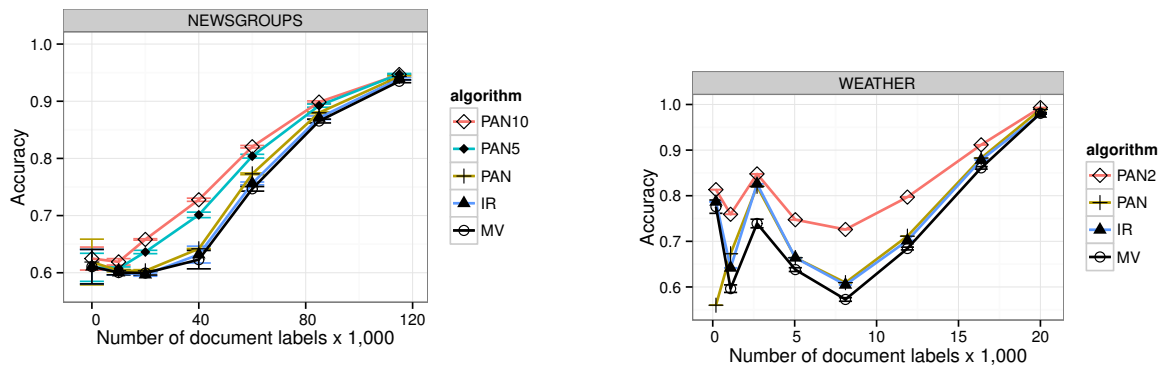 NEWSGROUPS
Accuracy
1.0
0.9
0.8
0.7
0.6
0 40 80 120
Number of document labels x 1,000
algorithm
PAN10
PAN5
PAN
IR
MV
WEATHER
Accuracy
1.0
0.9
0.8
0.7
0.6
0 5 10 15 20
Number of document labels x 1,000
algorithm
PAN2
PAN
IR
MV